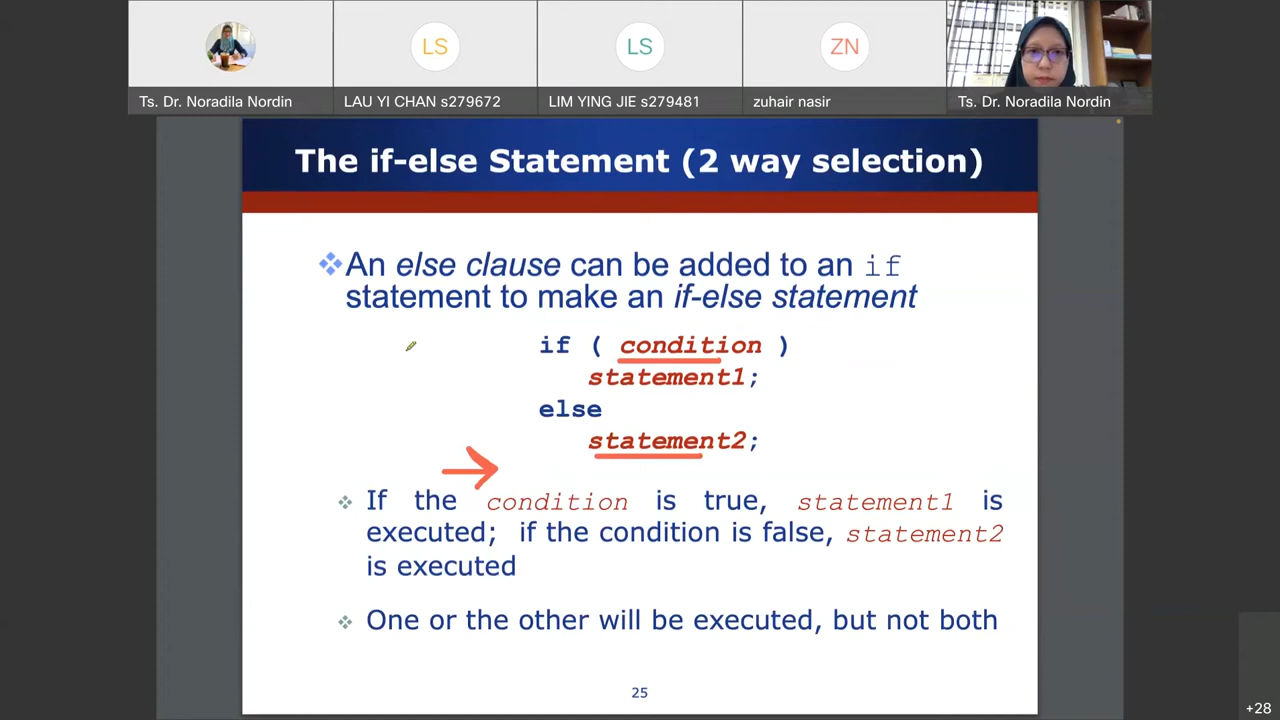 LS
LS
ZN
Ts. Dr. Noradila Nordin
LAU YI CHAN s279672
LIM YING JIE s279481
zuhair nasir
Ts. Dr. Noradila Nordin
The if-else Statement (2 way selection)
An else clause can be added to an if
statement to make an if-else statement
if ( condition )
statement1;
else
statement2;
If the condition is true, statement1 is
executed; if the condition is false, statement2
is executed
One or the other will be executed, but not both
25
+28